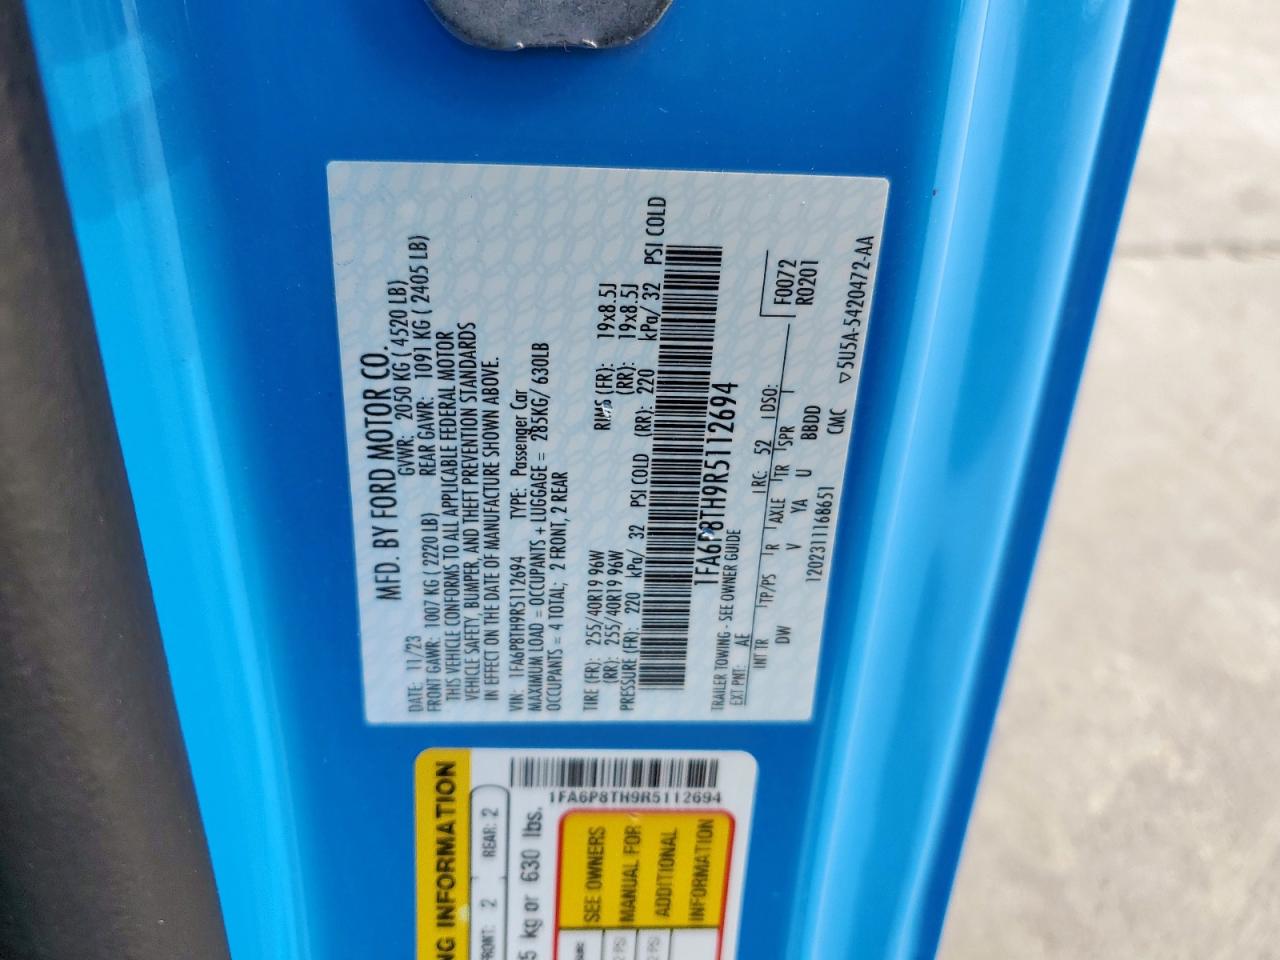 MFD. BY FORD MOTOR CO.
DATE: 11/23 GVWR: 2050 KG ( 4520 LB)
FRONT GAWR: 1007 KG ( 2220 LB) REAR GAWR: 1091 KG ( 2405 LB)
THIS VEHICLE CONFORMS TO ALL APPLICABLE FEDERAL MOTOR
VEHICLE SAFETY, BUMPER, AND THEFT PREVENTION STANDARDS
IN EFFECT ON THE DATE OF MANUFACTURE SHOWN ABOVE.
VIN: 1FA6P8TH9R5112694 TYPE: Passenger Car
MAXIMUM LOAD = OCCUPANTS + LUGGAGE = 285KG/ 630LB
OCCUPANTS = 4 TOTAL; 2 FRONT, 2 REAR
TIRE (FR): 255/40R19 96W RIMS (FR): 19x8.5J
(RR): 255/40R19 96W (RR): 19x8.5J
PRESSURE (FR): 220 kPa/ 32 PSI COLD (RR): 220 kPa/ 32 PSI COLD
1FA6P8TH9R5112694
TRAILER TOWING - SEE OWNER GUIDE
EXT PNT: AE RC: 52 DSO: F0072
R0201
INT TR TP/PS R AXLE TR SPR
DW V YA U BBDD
1202311168651 CMC ▽5U5A-5420472-AA
NG INFORMATION
FRONT: 2 REAR: 2
5 kg or 630 lbs.
1FA6P8TH9R5112694
SEE OWNERS
MANUAL FOR
ADDITIONAL
INFORMATION